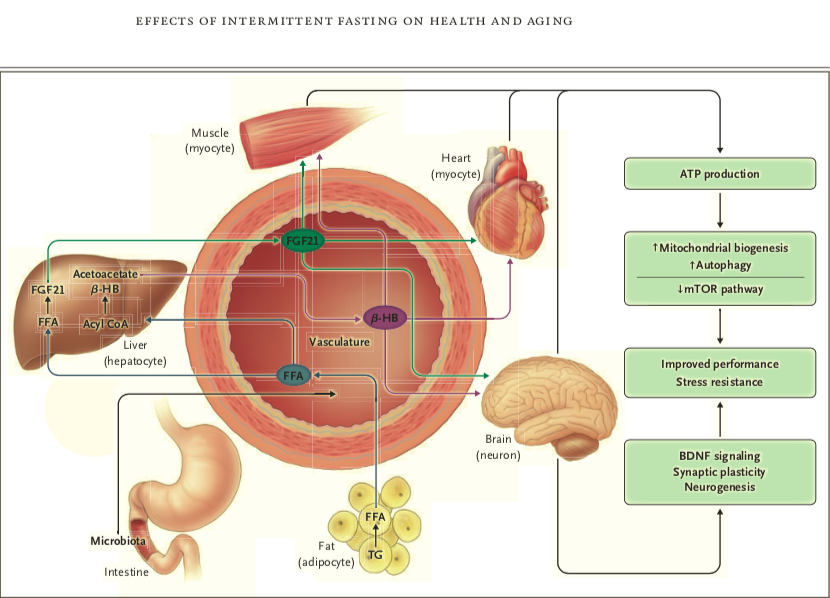 EFFECTS OF INTERMITTENT FASTING ON HEALTH AND AGING
Muscle
(myocyte)
Heart
(myocyte)
ATP production
FGF21
↑Mitochondrial biogenesis
↑Autophagy
↓mTOR pathway
Acetoacetate
FGF21
β-HB
FFA
Acyl CoA
β-HB
Liver
(hepatocyte)
Vasculature
FFA
Improved performance
Stress resistance
Brain
(neuron)
BDNF signaling
Synaptic plasticity
Neurogenesis
Microbiota
Intestine
FFA
Fat
(adipocyte)
TG